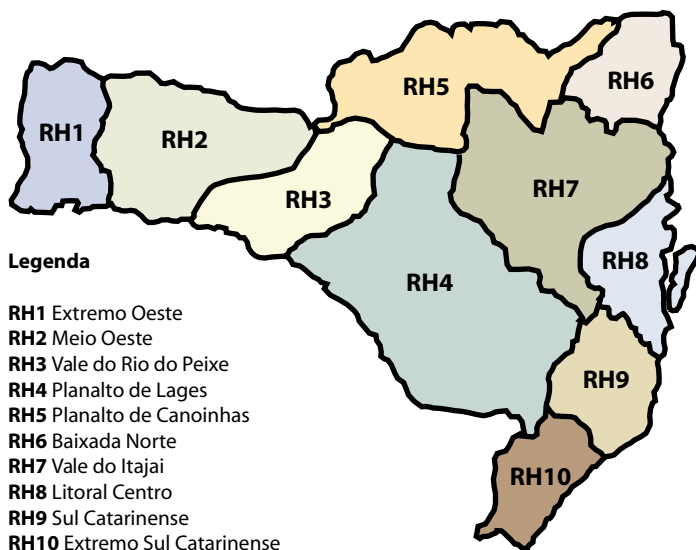 RH6
RH5
RH1
RH2
RH7
RH3
RH8
RH4
RH9
RH10
Legenda
RH1 Extremo Oeste
RH2 Meio Oeste
RH3 Vale do Rio do Peixe
RH4 Planalto de Lages
RH5 Planalto de Canoinhas
RH6 Baixada Norte
RH7 Vale do Itajai
RH8 Litoral Centro
RH9 Sul Catarinense
RH10 Extremo Sul Catarinense